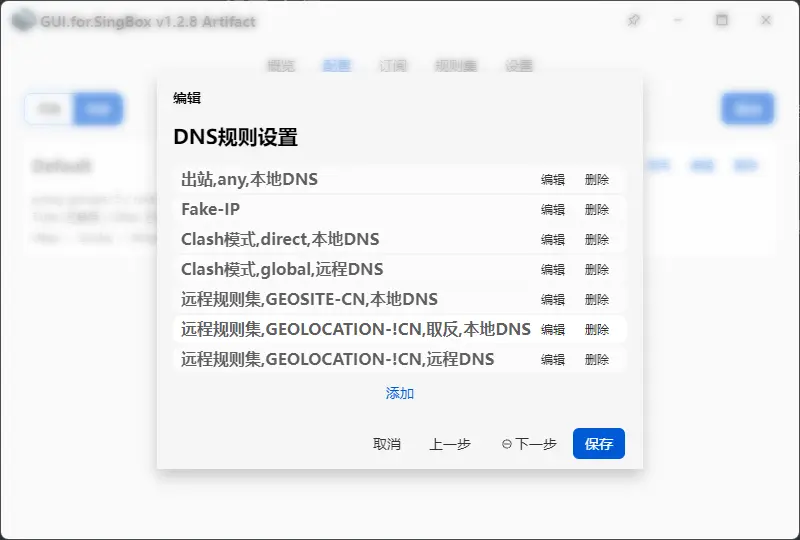 GUI.for.SingBox v1.2.8 Artifact
概览 配置 订阅 规则集 设置
Default
编辑
DNS规则设置
出站,any,本地DNS 编辑 删除
Fake-IP 编辑 删除
Clash模式,direct,本地DNS 编辑 删除
Clash模式,global,远程DNS 编辑 删除
远程规则集,GEOSITE-CN,本地DNS 编辑 删除
远程规则集,GEOLOCATION-!CN,取反,本地DNS 编辑 删除
远程规则集,GEOLOCATION-!CN,远程DNS 编辑 删除
添加
取消 上一步 下一步 保存